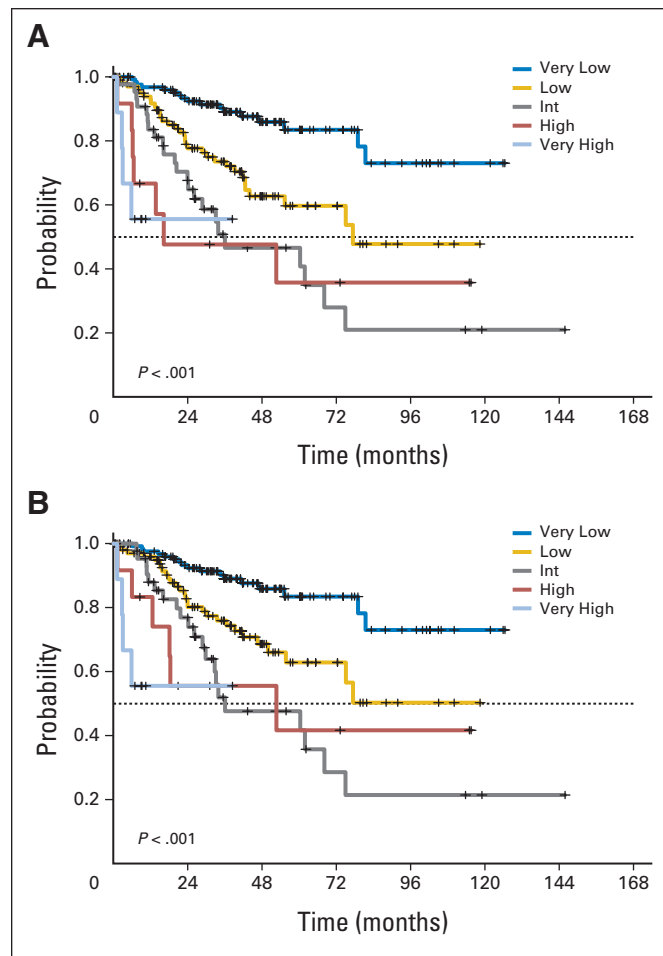 A
Very Low
Low
Int
High
Very High
1.0
0.8
0.6
0.4
0.2
Probability
P < .001
0
24
48
72
96
120
144
168
Time (months)
B
Very Low
Low
Int
High
Very High
1.0
0.8
0.6
0.4
0.2
Probability
P < .001
0
24
48
72
96
120
144
168
Time (months)